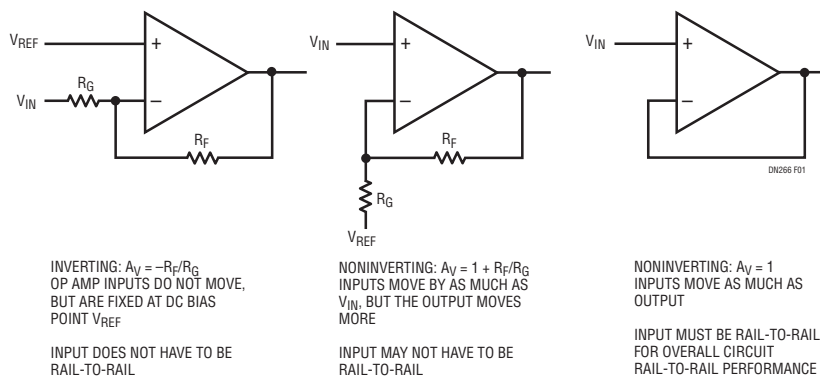 VREF
VIN
RG
RF
+
−
VIN
+
−
RF
RG
VREF
VIN
+
−
DN266 F01
INVERTING: AV = –RF/RG
OP AMP INPUTS DO NOT MOVE,
BUT ARE FIXED AT DC BIAS
POINT VREF
INPUT DOES NOT HAVE TO BE
RAIL-TO-RAIL
NONINVERTING: AV = 1 + RF/RG
INPUTS MOVE BY AS MUCH AS
VIN, BUT THE OUTPUT MOVES
MORE
INPUT MAY NOT HAVE TO BE
RAIL-TO-RAIL
NONINVERTING: AV = 1
INPUTS MOVE AS MUCH AS
OUTPUT
INPUT MUST BE RAIL-TO-RAIL
FOR OVERALL CIRCUIT
RAIL-TO-RAIL PERFORMANCE